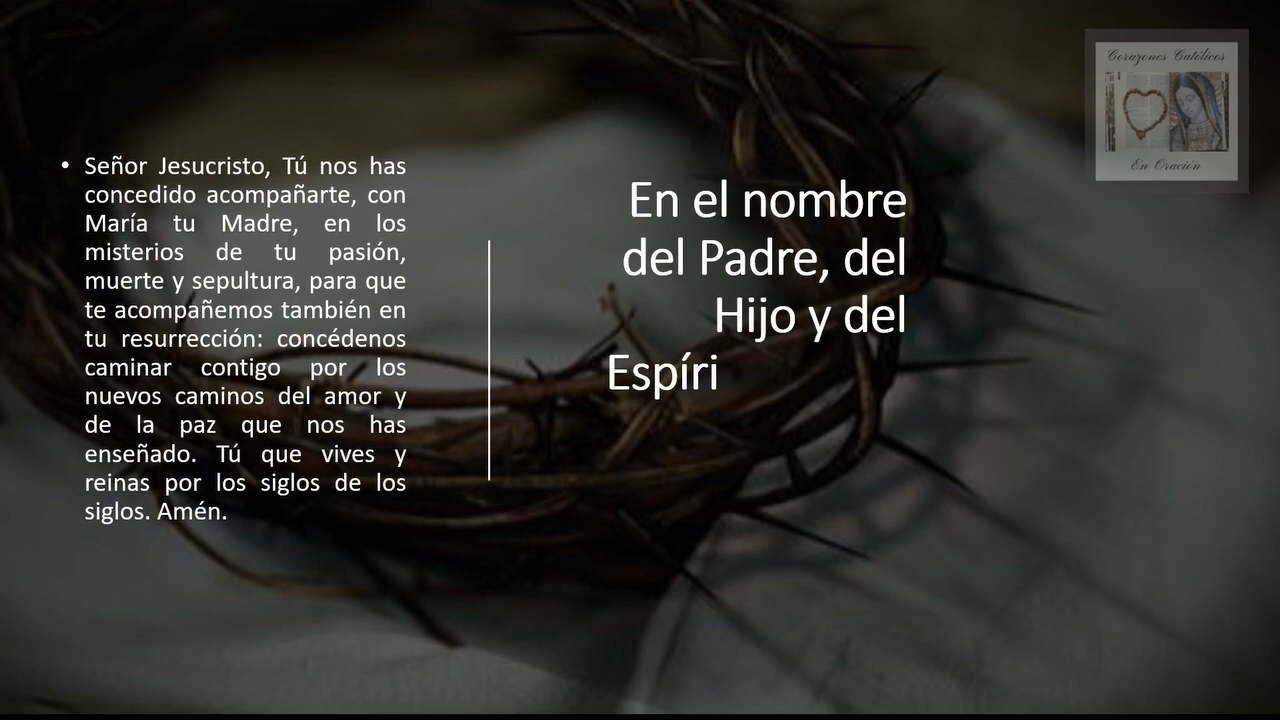 • Señor Jesucristo, Tú nos has
concedido acompañarte, con
María tu Madre, en los
misterios de tu pasión,
muerte y sepultura, para que
te acompañemos también en
tu resurrección: concédenos
caminar contigo por los
nuevos caminos del amor y
de la paz que nos has
enseñado. Tú que vives y
reinas por los siglos de los
siglos. Amén.
En el nombre
del Padre, del
Hijo y del
Espíri
Corazones Católicos
En Oración